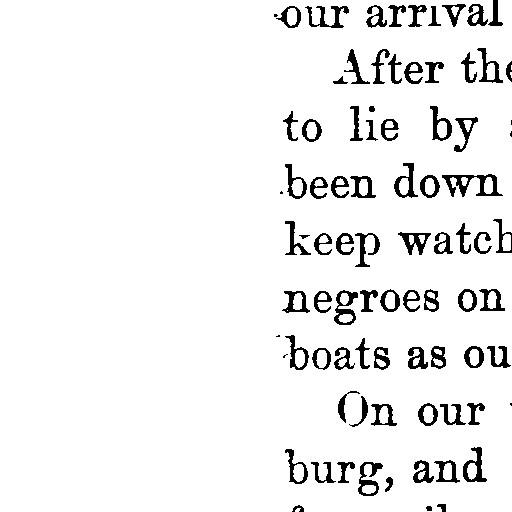 our arrival
After the
to lie by
been down
keep watch
negroes on
boats as ou
On our
burg, and